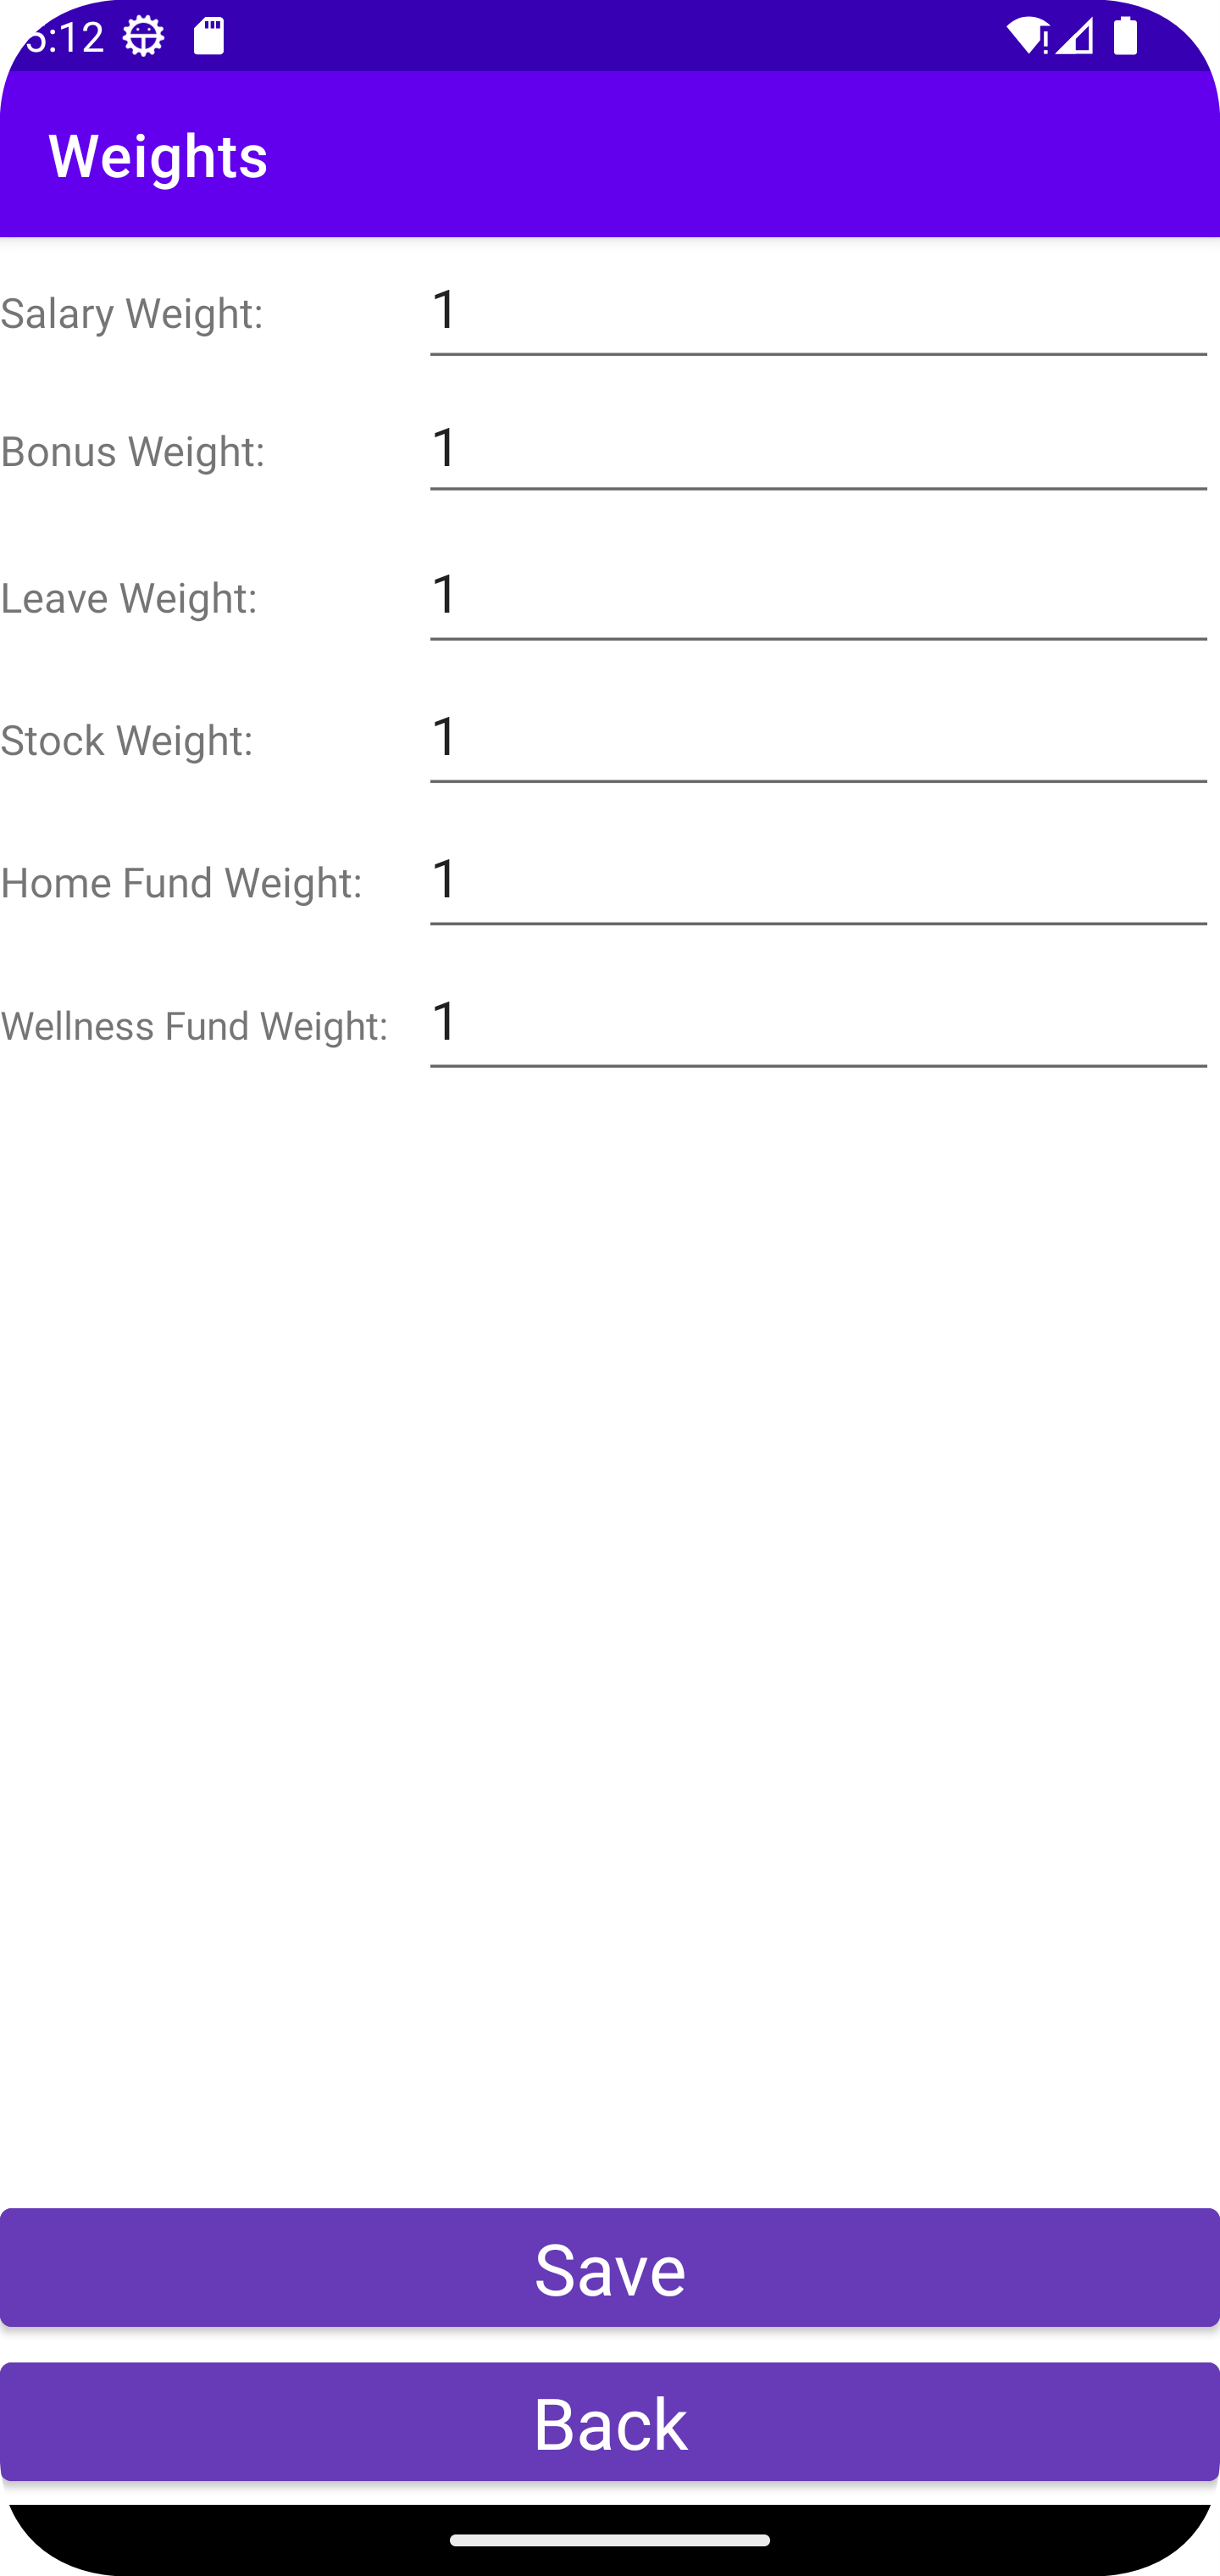 5:12
Weights
Salary Weight: 1
Bonus Weight: 1
Leave Weight: 1
Stock Weight: 1
Home Fund Weight: 1
Wellness Fund Weight: 1
Save
Back